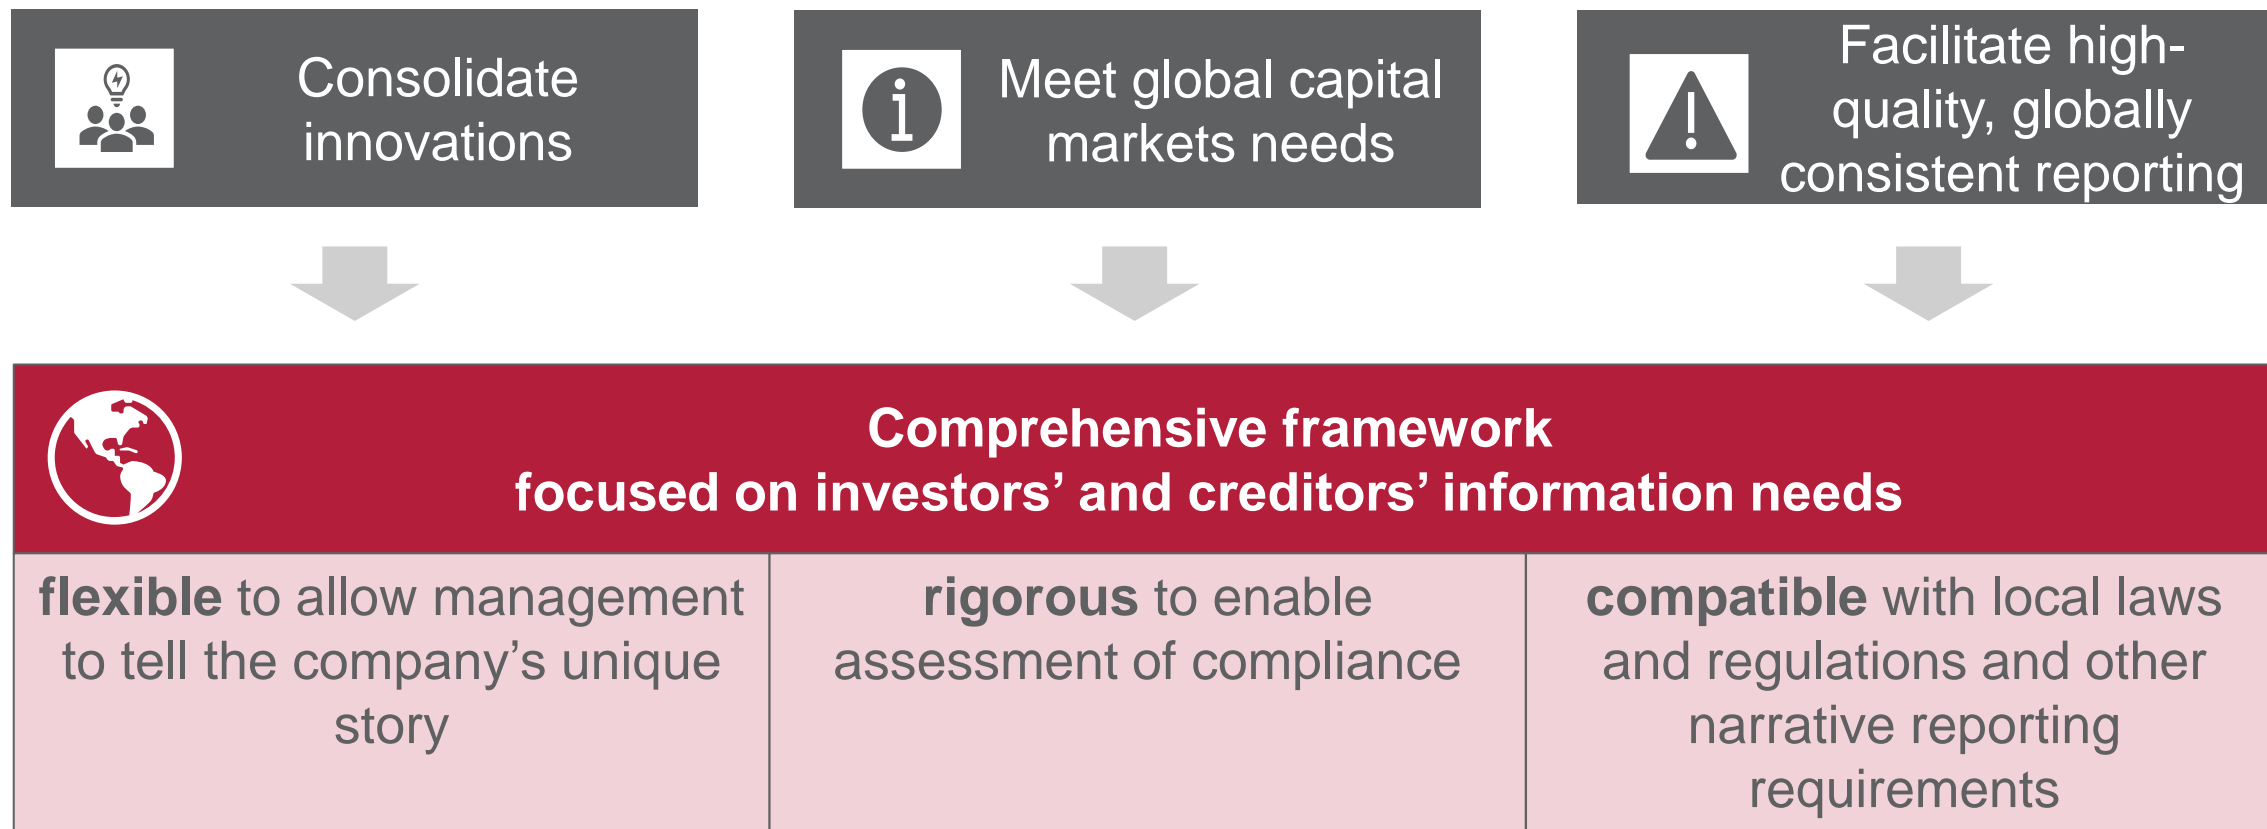 Consolidate
innovations
Meet global capital
markets needs
Facilitate high-
quality, globally
consistent reporting
Comprehensive framework
focused on investors’ and creditors’ information needs
flexible to allow management
to tell the company’s unique
story
rigorous to enable
assessment of compliance
compatible with local laws
and regulations and other
narrative reporting
requirements